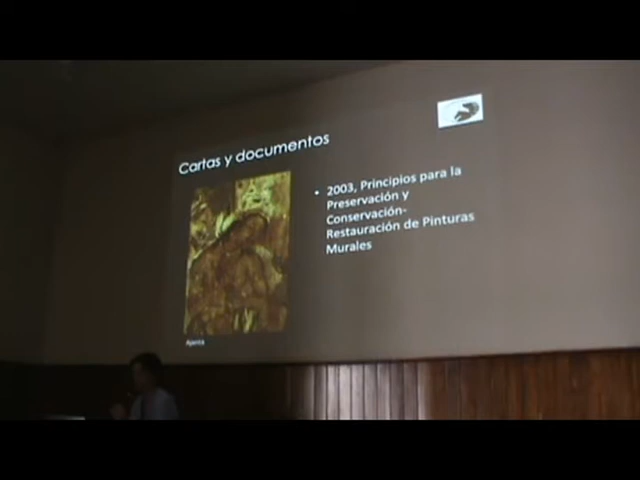 Cartas y documentos
• 2003, Principios para la
Preservación y
Conservación-
Restauración de Pinturas
Murales
Ajanta